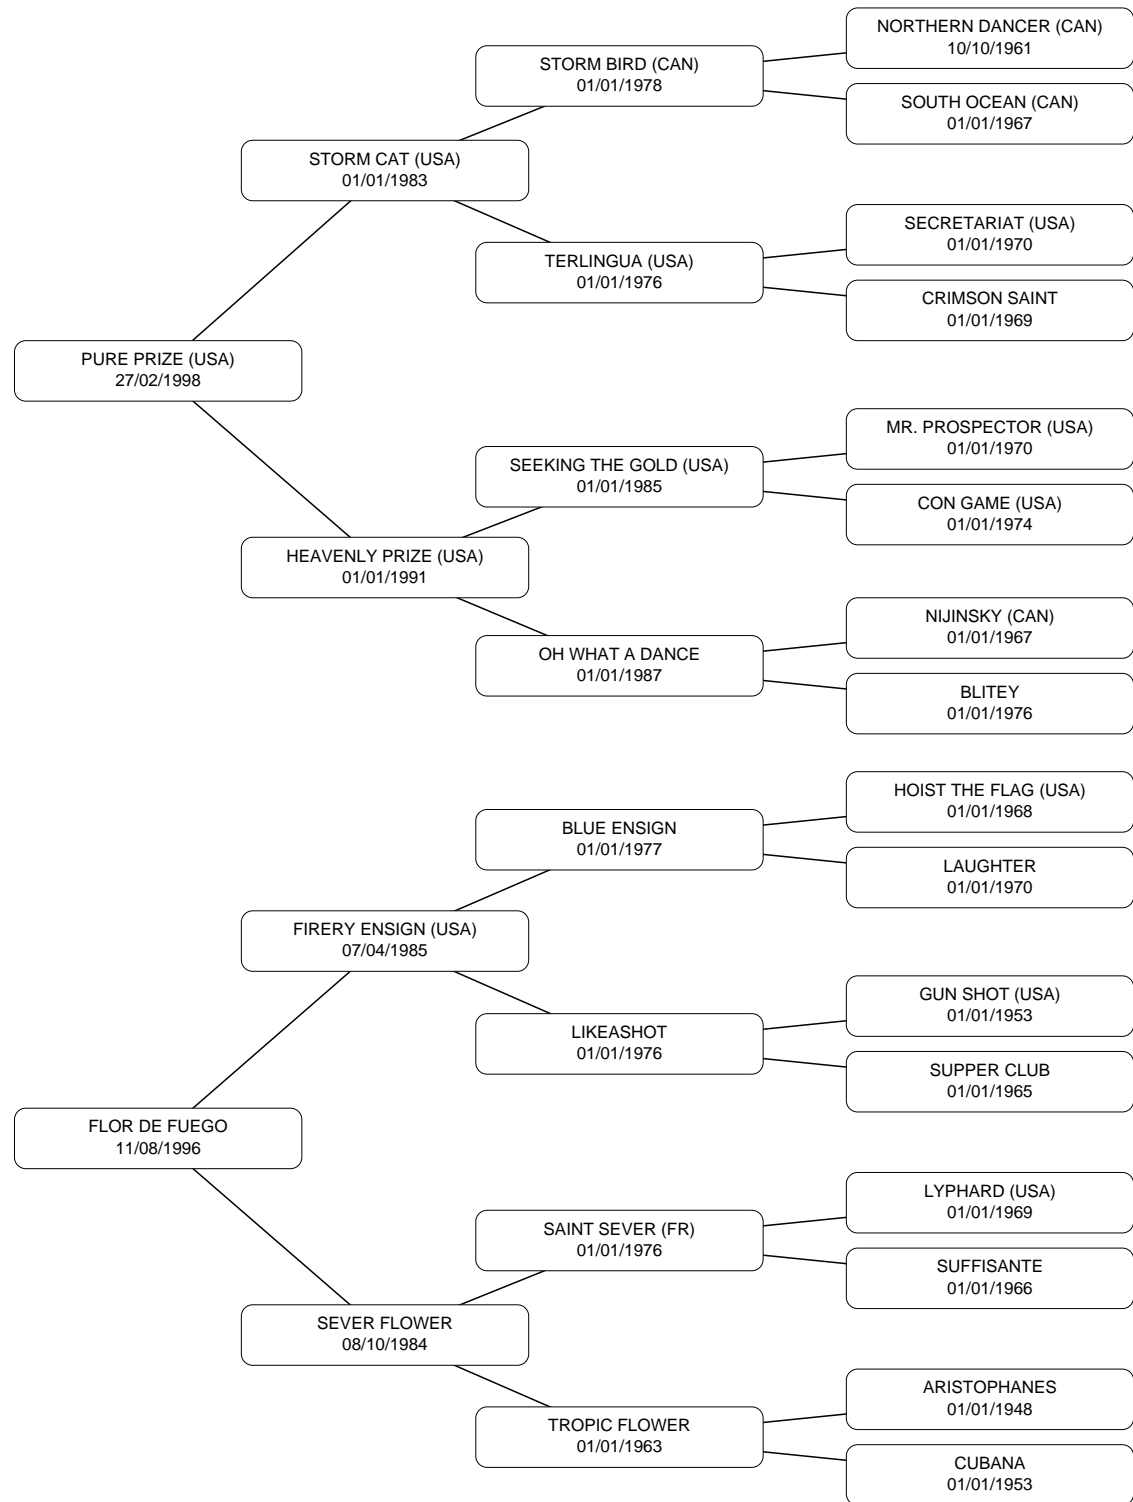 NORTHERN DANCER (CAN)
10/10/1961
STORM BIRD (CAN)
01/01/1978
SOUTH OCEAN (CAN)
01/01/1967
STORM CAT (USA)
01/01/1983
SECRETARIAT (USA)
01/01/1970
TERLINGUA (USA)
01/01/1976
CRIMSON SAINT
01/01/1969
PURE PRIZE (USA)
27/02/1998
MR. PROSPECTOR (USA)
01/01/1970
SEEKING THE GOLD (USA)
01/01/1985
CON GAME (USA)
01/01/1974
HEAVENLY PRIZE (USA)
01/01/1991
NIJINSKY (CAN)
01/01/1967
OH WHAT A DANCE
01/01/1987
BLITEY
01/01/1976
HOIST THE FLAG (USA)
01/01/1968
BLUE ENSIGN
01/01/1977
LAUGHTER
01/01/1970
FIRERY ENSIGN (USA)
07/04/1985
GUN SHOT (USA)
01/01/1953
LIKEASHOT
01/01/1976
SUPPER CLUB
01/01/1965
FLOR DE FUEGO
11/08/1996
LYPHARD (USA)
01/01/1969
SAINT SEVER (FR)
01/01/1976
SUFFISANTE
01/01/1966
SEVER FLOWER
08/10/1984
ARISTOPHANES
01/01/1948
TROPIC FLOWER
01/01/1963
CUBANA
01/01/1953